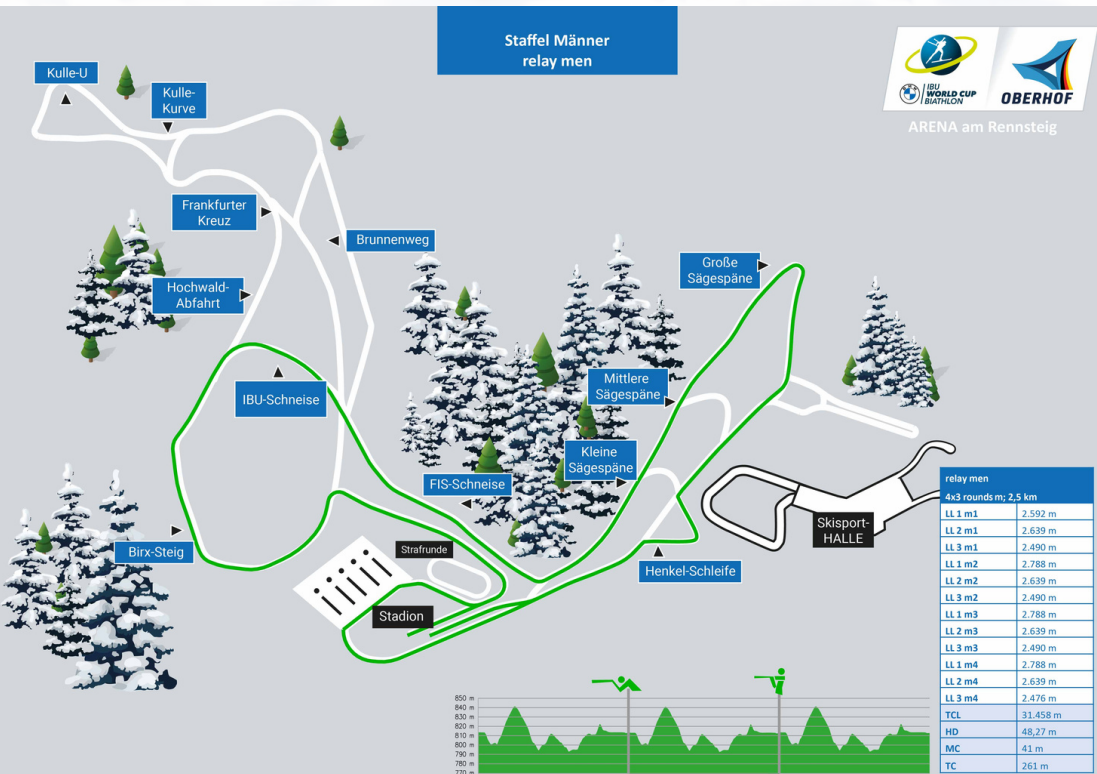 Staffel Männer
relay men
IBU
WORLD CUP
BIATHLON
OBERHOF
ARENA am Rennsteig
Kulle-U
Kulle-
Kurve
Frankfurter
Kreuz
Brunnenweg
Hochwald-
Abfahrt
Große
Sägespäne
IBU-Schneise
Mittlere
Sägespäne
Kleine
Sägespäne
FIS-Schneise
Birx-Steig
Strafrunde
Stadion
Henkel-Schleife
Skisport-
HALLE
relay men
4x3 rounds m; 2,5 km
LL 1 m1 2.592 m
LL 2 m1 2.639 m
LL 3 m1 2.490 m
LL 1 m2 2.788 m
LL 2 m2 2.639 m
LL 3 m2 2.490 m
LL 1 m3 2.788 m
LL 2 m3 2.639 m
LL 3 m3 2.490 m
LL 1 m4 2.788 m
LL 2 m4 2.639 m
LL 3 m4 2.476 m
TCL 31.458 m
HD 48,27 m
MC 41 m
TC 261 m
850 m
840 m
830 m
820 m
810 m
800 m
790 m
780 m
770 m